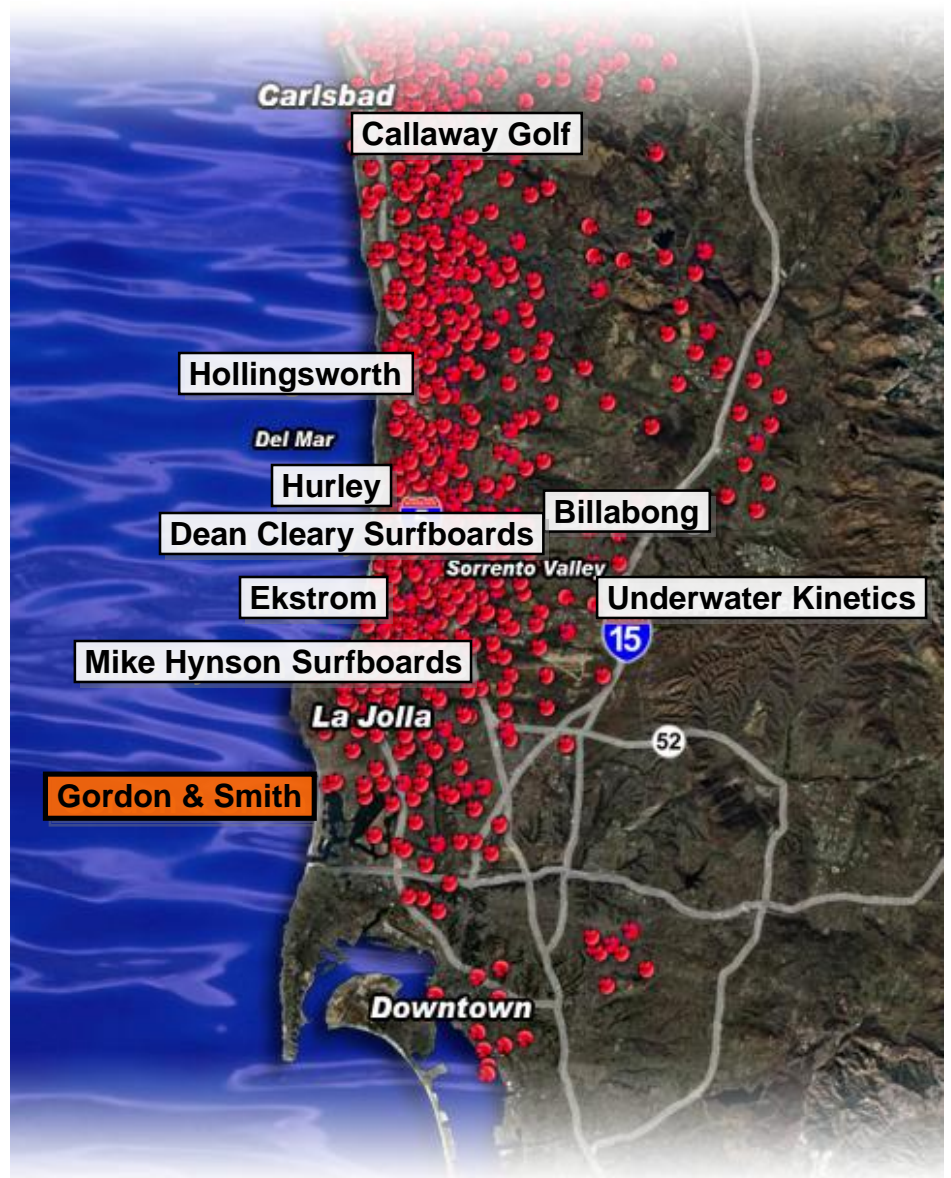 Carlsbad
Callaway Golf
Hollingsworth
Del Mar
Hurley
Billabong
Dean Cleary Surfboards
Sorrento Valley
Ekstrom
Underwater Kinetics
15
Mike Hynson Surfboards
La Jolla
52
Gordon & Smith
Downtown